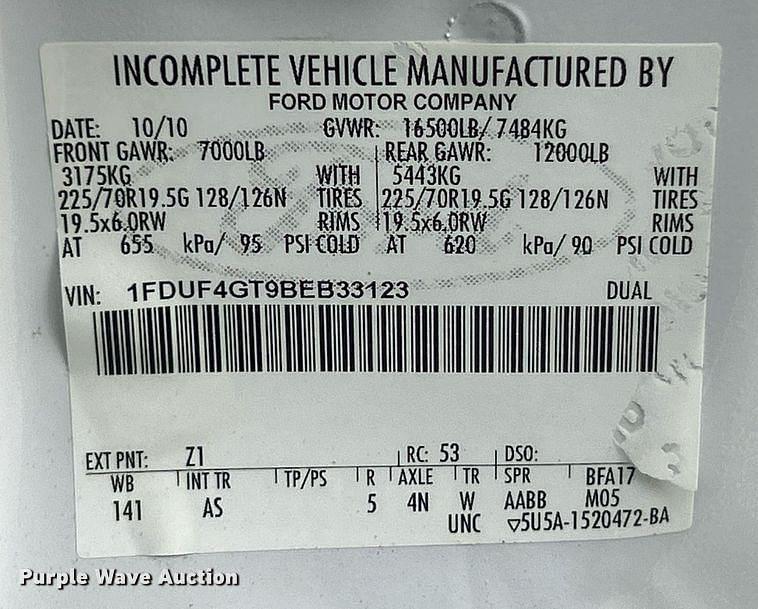 INCOMPLETE VEHICLE MANUFACTURED BY
FORD MOTOR COMPANY
DATE: 10/10 GVWR: 16500LB/ 7484KG
FRONT GAWR: 7000LB REAR GAWR: 12000LB
3175KG WITH 5443KG WITH
225/70R19.5G 128/126N TIRES 225/70R19.5G 128/126N TIRES
19.5x6.0RW RIMS 19.5x6.0RW RIMS
AT 655 kPa/ 95 PSI COLD AT 620 kPa/ 90 PSI COLD
VIN: 1FDUF4GT9BEB33123 DUAL
EXT PNT: Z1 RC: 53 DSO:
WB INT TR TP/PS R AXLE TR SPR BFA17
141 AS 5 4N W AABB M05
UNC ▽5U5A-1520472-BA
Purple Wave Auction